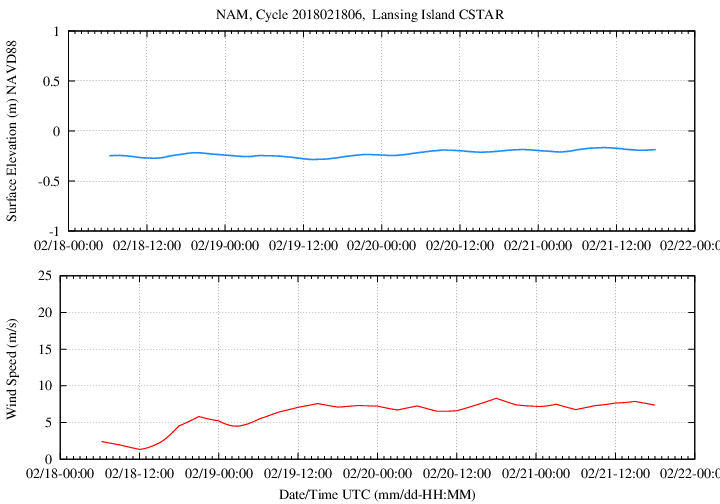 NAM, Cycle 2018021806,  Lansing Island CSTAR
Surface Elevation (m) NAVD88
1
0.5
0
-0.5
-1
02/18-00:00 02/18-12:00 02/19-00:00 02/19-12:00 02/20-00:00 02/20-12:00 02/21-00:00 02/21-12:00 02/22-00:0
Wind Speed (m/s)
25
20
15
10
5
0
02/18-00:00 02/18-12:00 02/19-00:00 02/19-12:00 02/20-00:00 02/20-12:00 02/21-00:00 02/21-12:00 02/22-00:0
Date/Time UTC (mm/dd-HH:MM)